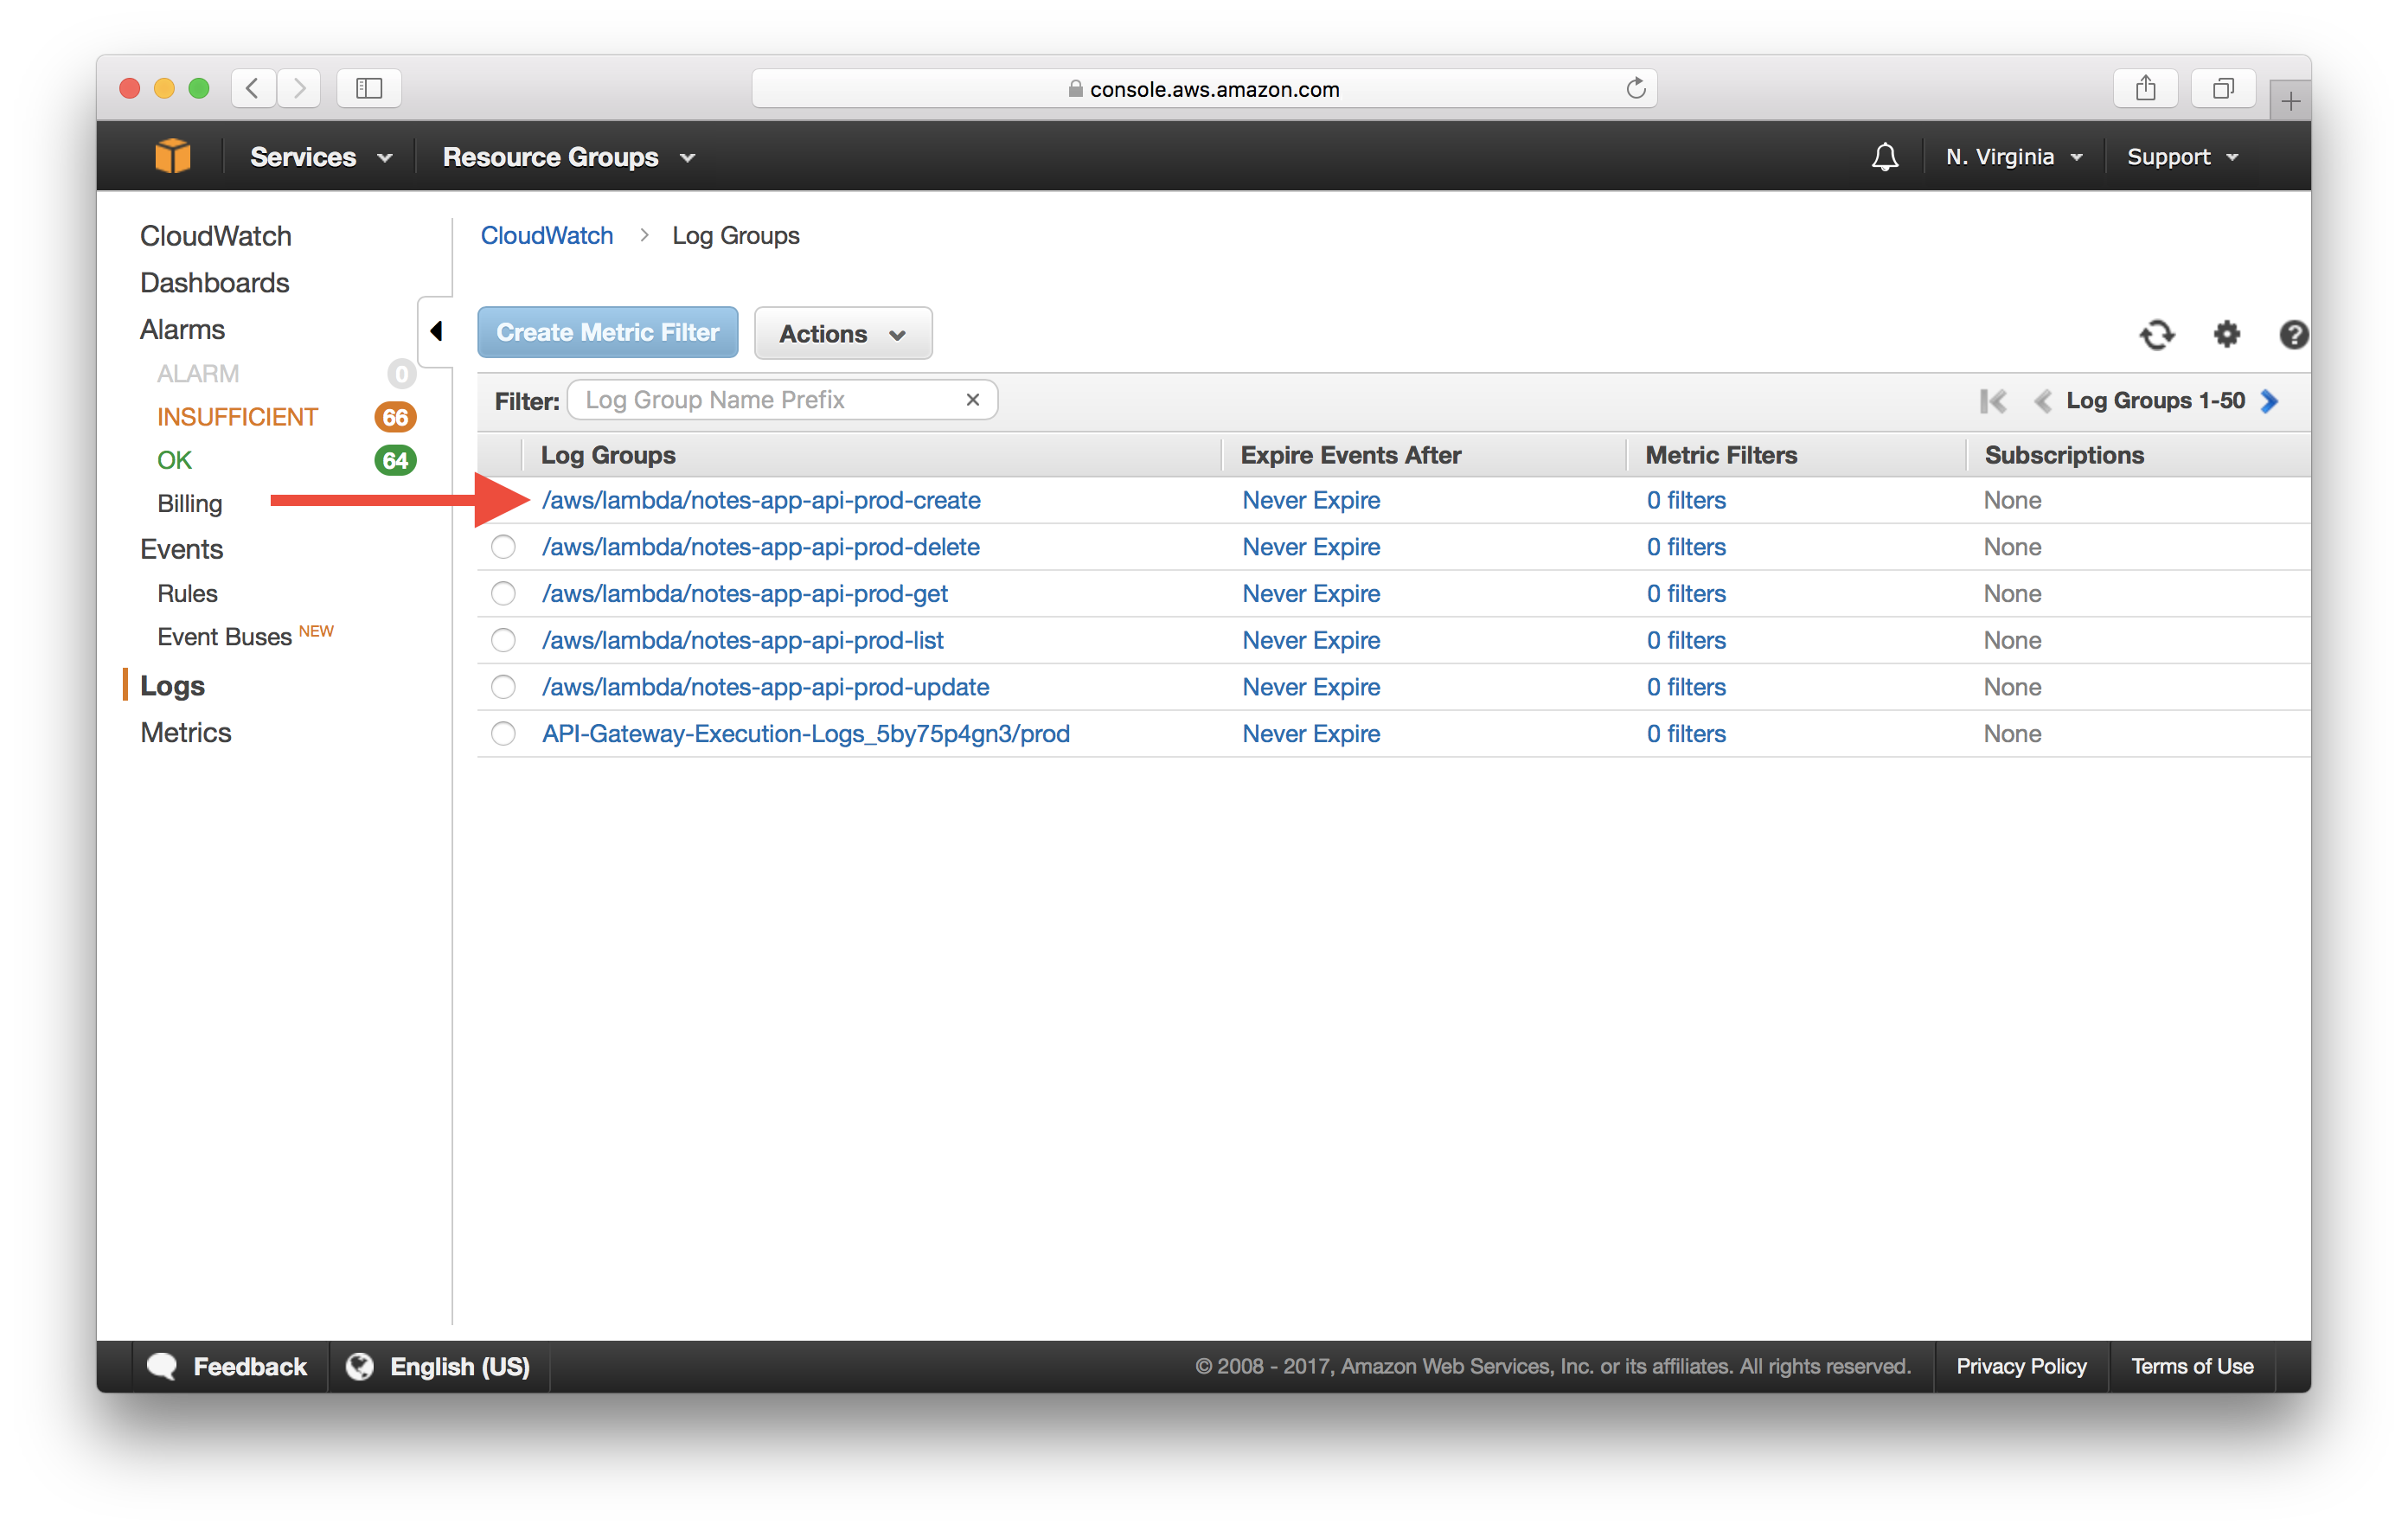 console.aws.amazon.com
Services Resource Groups N. Virginia Support
CloudWatch
Dashboards
Alarms
ALARM 0
INSUFFICIENT 66
OK 64
Billing
Events
Rules
Event Buses NEW
Logs
Metrics
CloudWatch > Log Groups
Create Metric Filter Actions
Filter: Log Group Name Prefix × Log Groups 1-50
Log Groups Expire Events After Metric Filters Subscriptions
/aws/lambda/notes-app-api-prod-create Never Expire 0 filters None
/aws/lambda/notes-app-api-prod-delete Never Expire 0 filters None
/aws/lambda/notes-app-api-prod-get Never Expire 0 filters None
/aws/lambda/notes-app-api-prod-list Never Expire 0 filters None
/aws/lambda/notes-app-api-prod-update Never Expire 0 filters None
API-Gateway-Execution-Logs_5by75p4gn3/prod Never Expire 0 filters None
Feedback English (US) © 2008 - 2017, Amazon Web Services, Inc. or its affiliates. All rights reserved. Privacy Policy Terms of Use